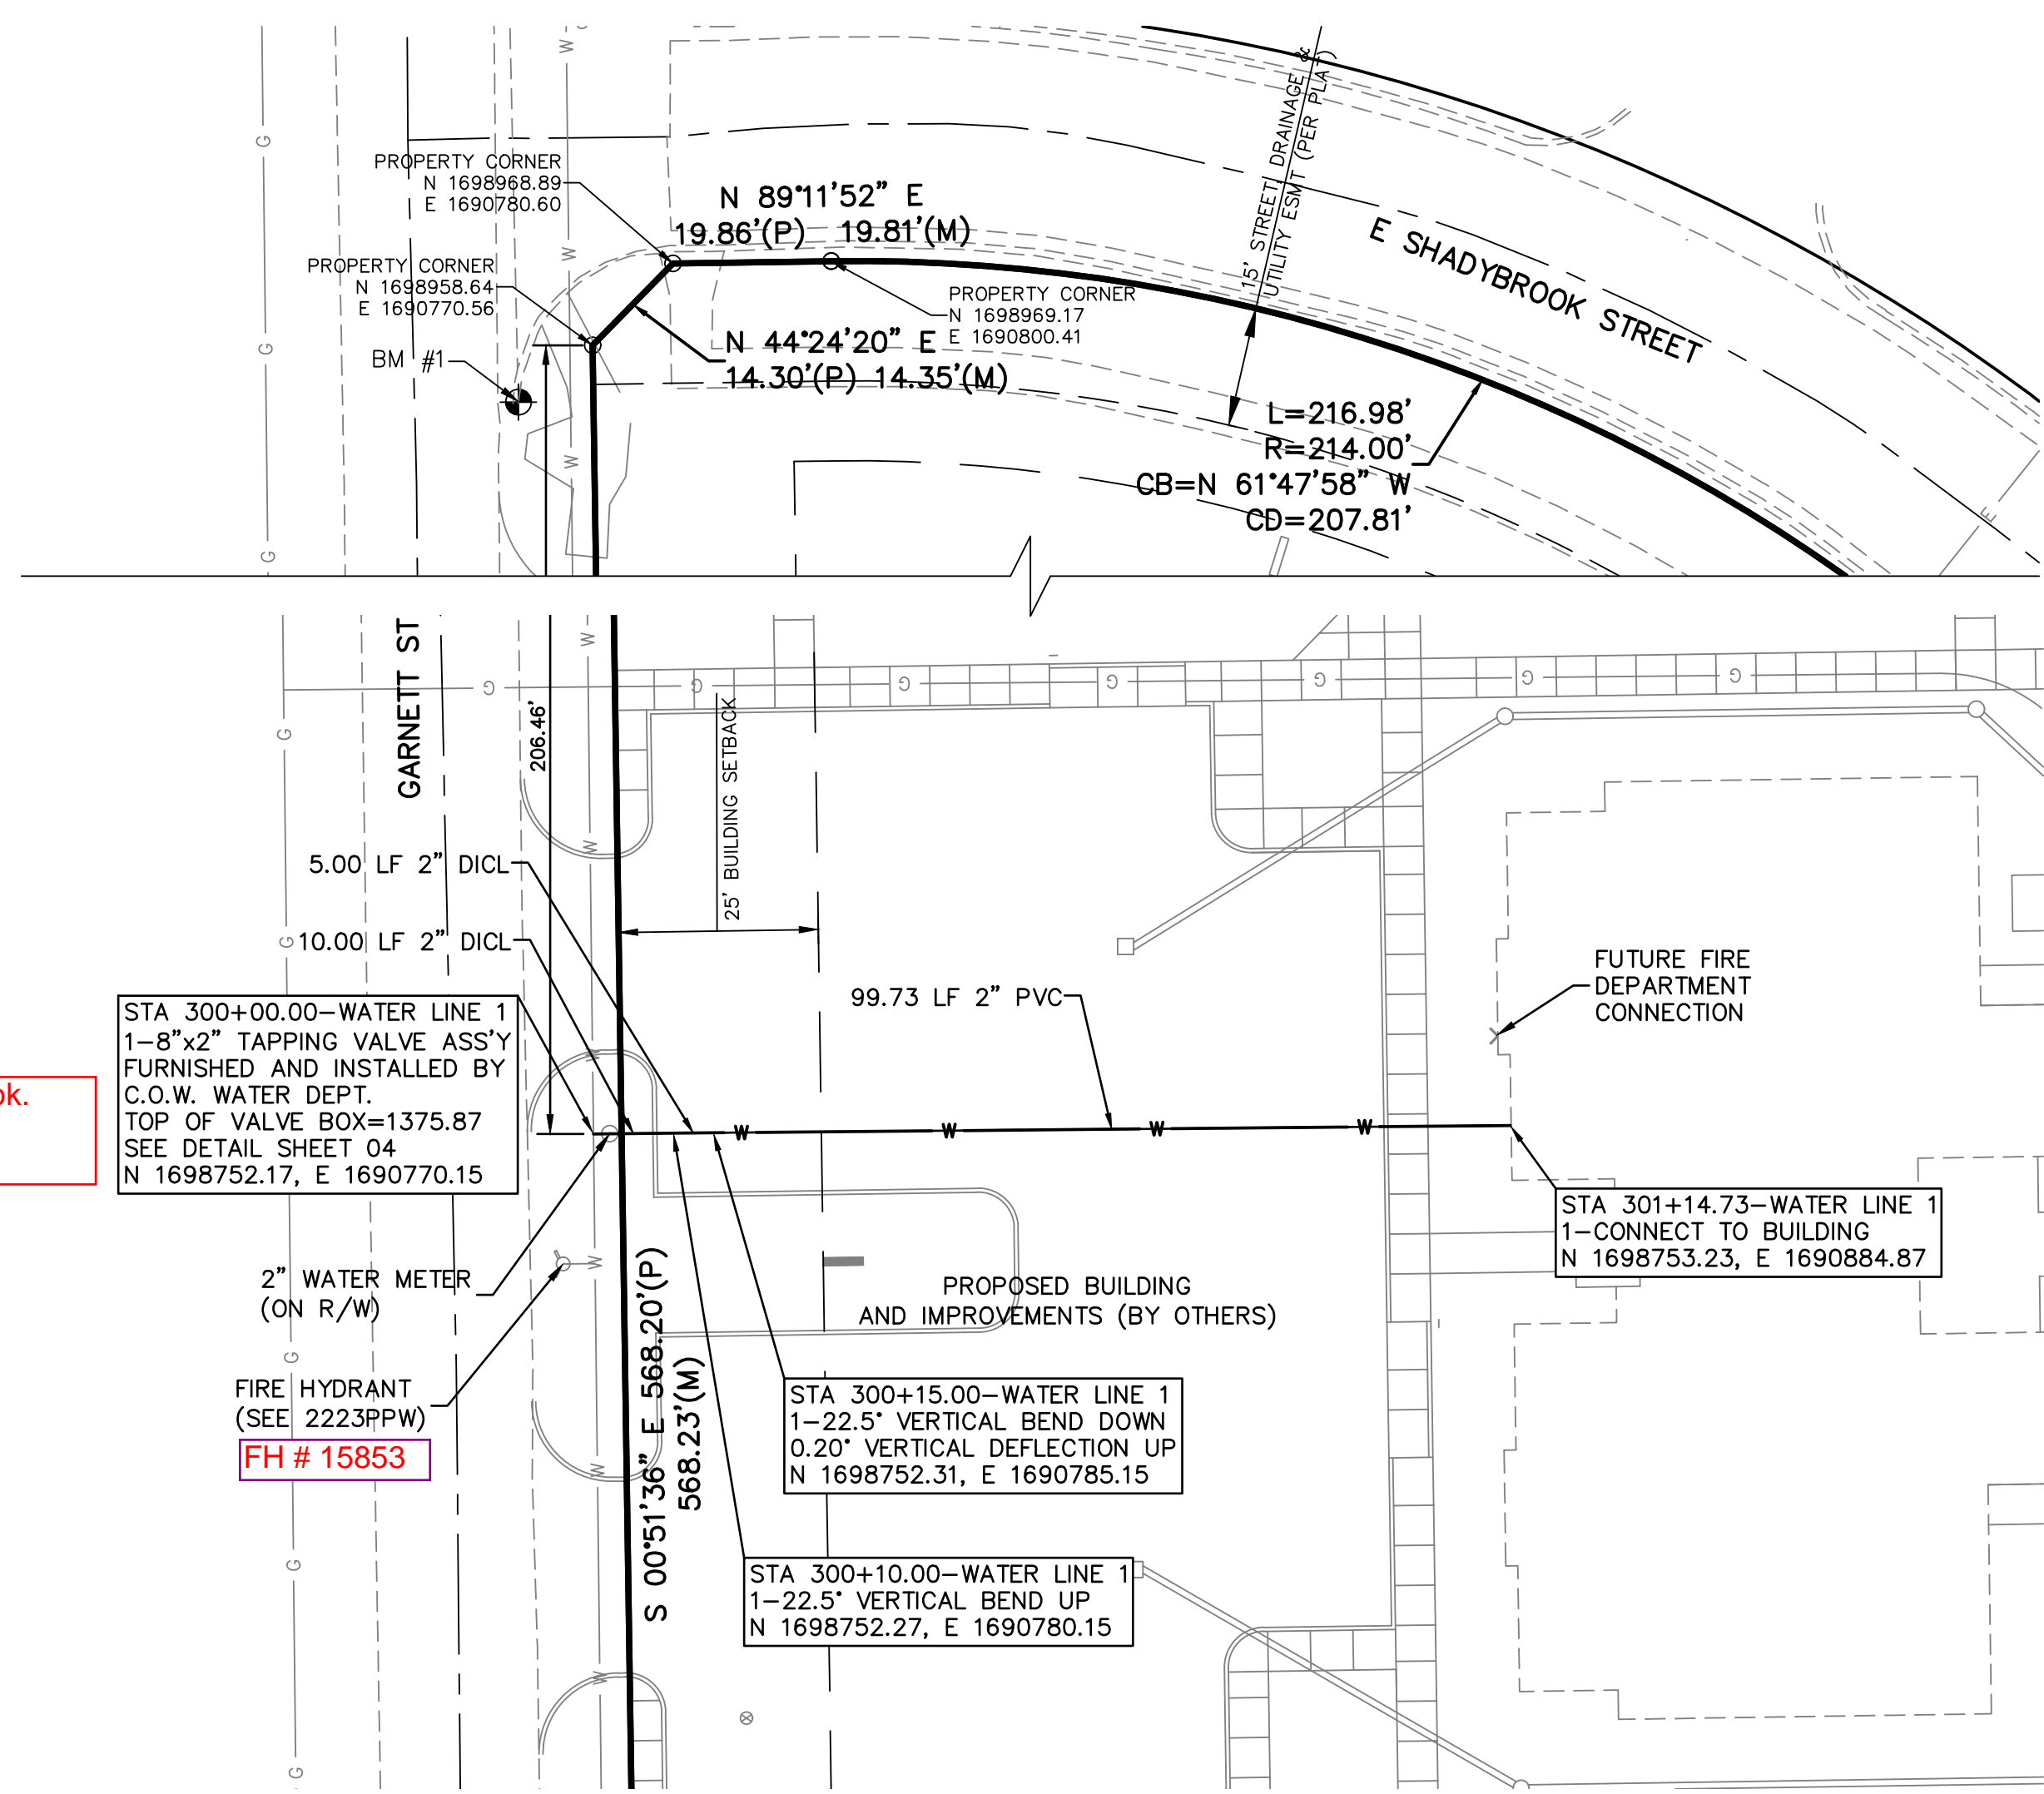 PROPERTY CORNER
N 1698968.89
E 1690780.60
N 89°11'52" E
19.86'(P) 19.81'(M)
15' STREET, DRAINAGE &
UTILITY ESMT (PER PLAT)
E SHADYBROOK STREET
PROPERTY CORNER
N 1698958.64
E 1690770.56
PROPERTY CORNER
N 1698969.17
E 1690800.41
BM #1
N 44°24'20" E
14.30'(P) 14.35'(M)
L=216.98'
R=214.00'
CB=N 61°47'58" W
CD=207.81'
GARNETT ST
206.46'
25' BUILDING SETBACK
5.00 LF 2" DICL
10.00 LF 2" DICL
99.73 LF 2" PVC
FUTURE FIRE
DEPARTMENT
CONNECTION
ok.
STA 300+00.00-WATER LINE 1
1-8"x2" TAPPING VALVE ASS'Y
FURNISHED AND INSTALLED BY
C.O.W. WATER DEPT.
TOP OF VALVE BOX=1375.87
SEE DETAIL SHEET 04
N 1698752.17, E 1690770.15
W W W W
STA 301+14.73-WATER LINE 1
1-CONNECT TO BUILDING
N 1698753.23, E 1690884.87
2" WATER METER
(ON R/W)
PROPOSED BUILDING
AND IMPROVEMENTS (BY OTHERS)
FIRE HYDRANT
(SEE 2223PPW)
FH # 15853
S 00°51'36" E 568.20'(P)
568.23'(M)
STA 300+15.00-WATER LINE 1
1-22.5° VERTICAL BEND DOWN
0.20° VERTICAL DEFLECTION UP
N 1698752.31, E 1690785.15
STA 300+10.00-WATER LINE 1
1-22.5° VERTICAL BEND UP
N 1698752.27, E 1690780.15